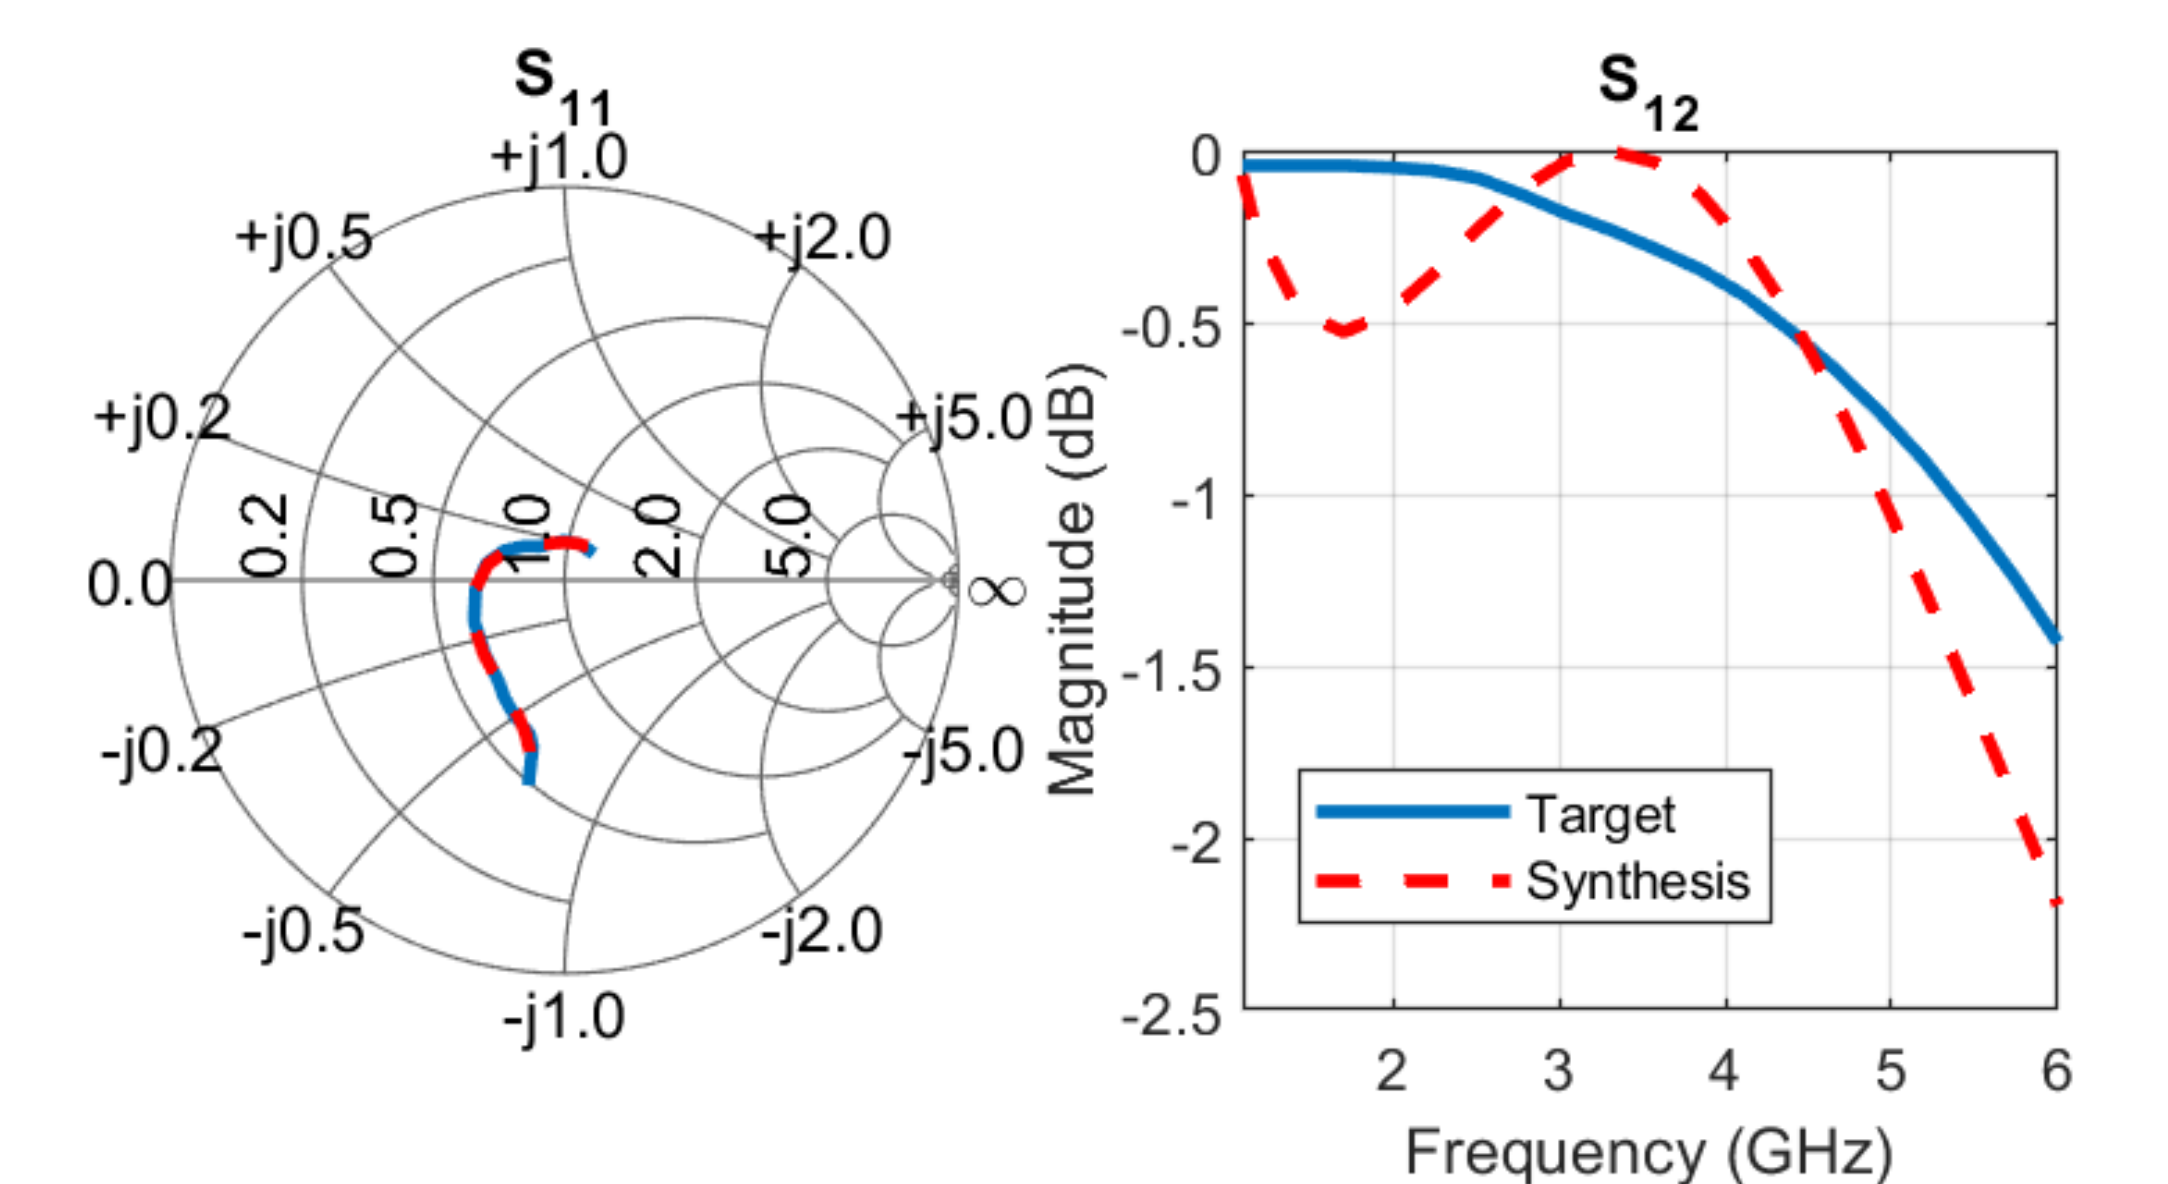 S11
+j1.0
+j0.5
+j2.0
+j0.2
+j5.0
0.0
0.2
0.5
1.0
2.0
5.0
∞
-j0.2
-j5.0
-j0.5
-j2.0
-j1.0
S12
Magnitude (dB)
0
-0.5
-1
-1.5
-2
-2.5
Target
Synthesis
2 3 4 5 6
Frequency (GHz)